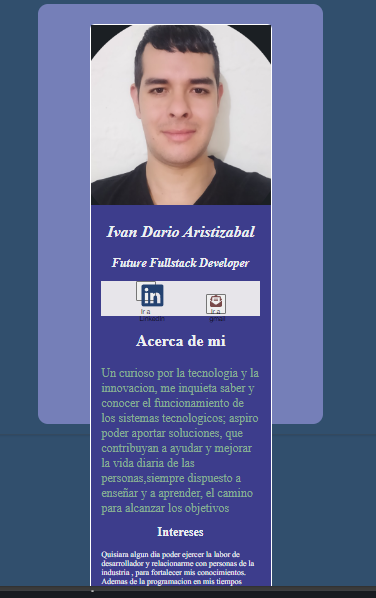 Ivan Dario Aristizabal
Future Fullstack Developer
in
Ir a
Linkedin
Ir a
gmail
Acerca de mi
Un curioso por la tecnologia y la
innovacion, me inquieta saber y
conocer el funcionamiento de
los sistemas tecnologicos; aspiro
poder aportar soluciones, que
contribuyan a ayudar y mejorar
la vida diaria de las
personas,siempre dispuesto a
enseñar y a aprender, el camino
para alcanzar los objetivos
Intereses
Quisiara algun dia poder ejercer la labor de
desarrollador y relacionarme con personas de la
industria , para fortalecer mis conocimientos.
Ademas de la programacion en mis tiempos